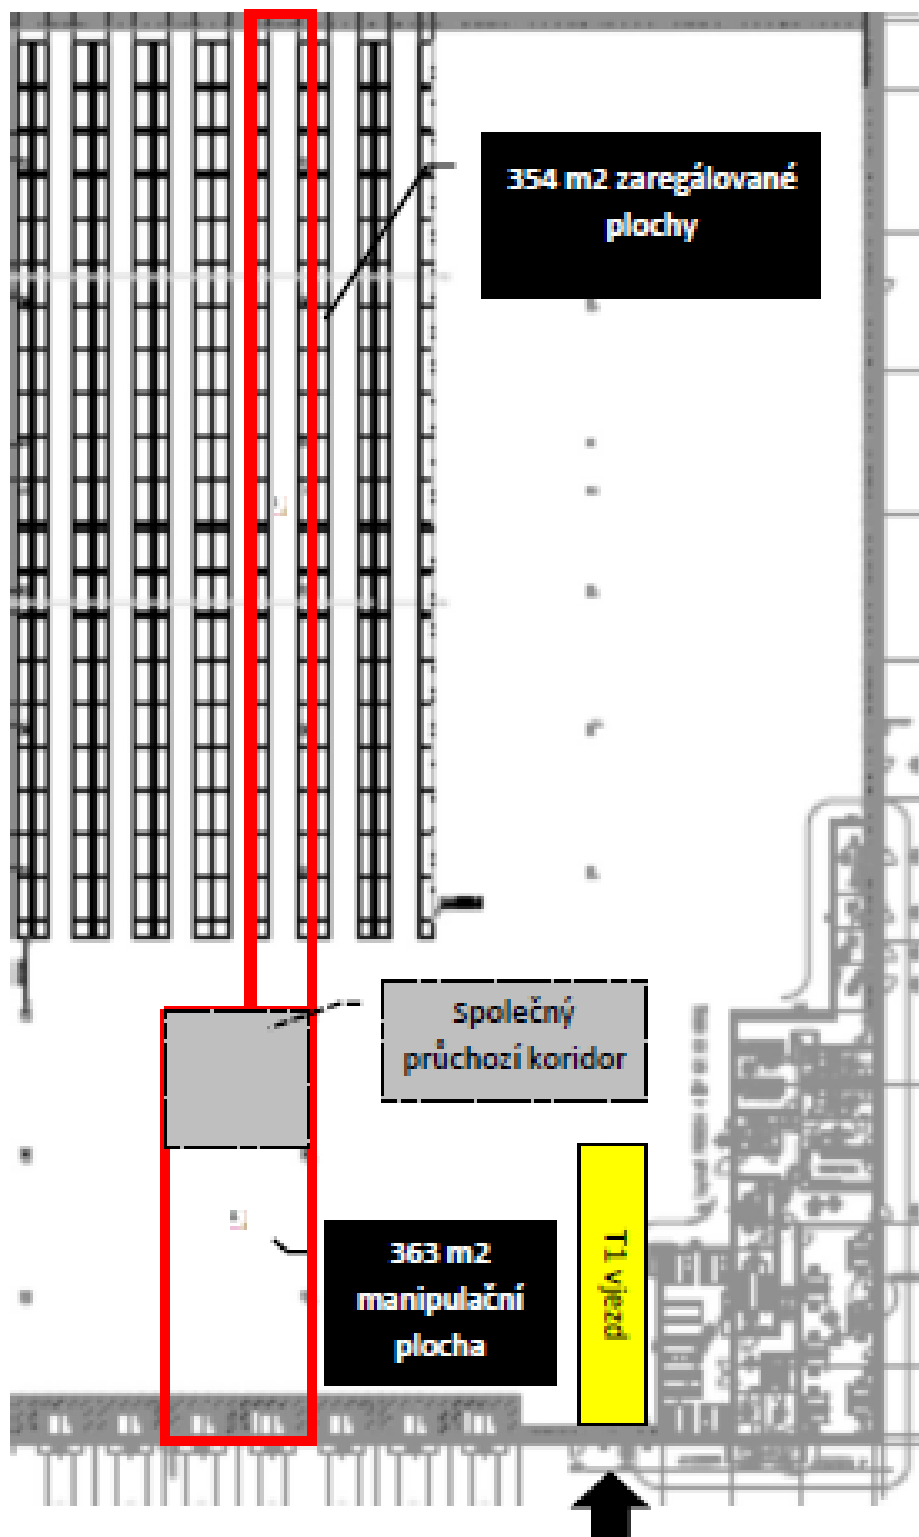 354 m2 zaregálované
plochy
Společný
průchozí koridor
363 m2
manipulační
plocha
T1 vjezd